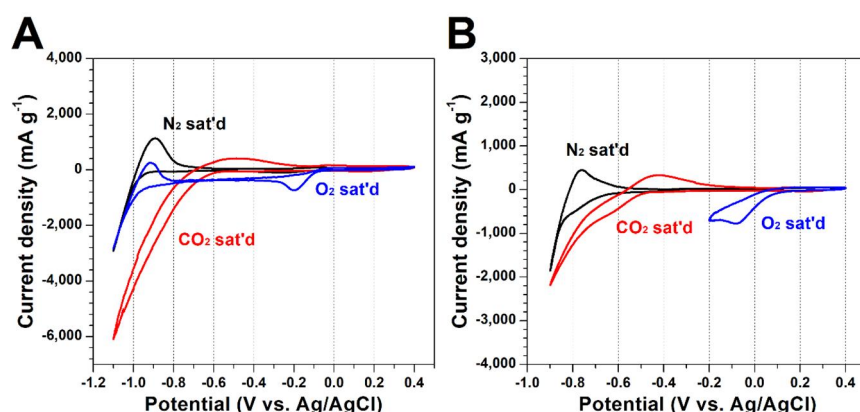 A
4,000
2,000
0
-2,000
-4,000
-6,000
Current density (mA g⁻¹)
N₂ sat'd
O₂ sat'd
CO₂ sat'd
-1.2 -1.0 -0.8 -0.6 -0.4 -0.2 0.0 0.2 0.4
Potential (V vs. Ag/AgCl)
B
3,000
2,000
1,000
0
-1,000
-2,000
-3,000
-4,000
Current density (mA g⁻¹)
N₂ sat'd
CO₂ sat'd
O₂ sat'd
-1.0 -0.8 -0.6 -0.4 -0.2 0.0 0.2 0.4
Potential (V vs. Ag/AgCl)